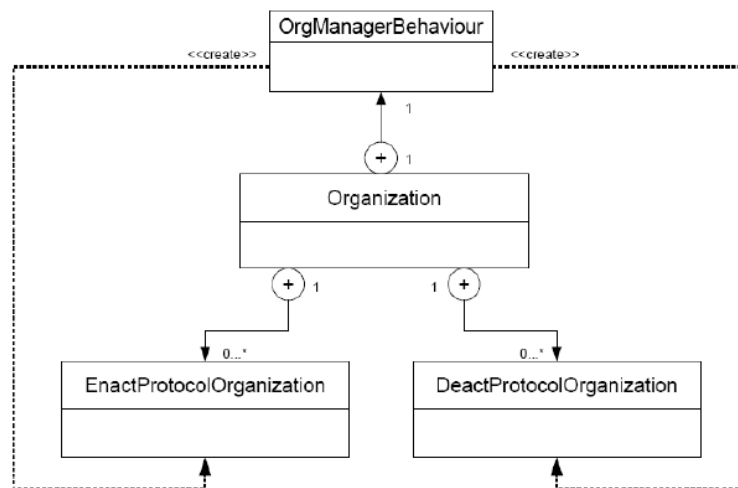 OrgManagerBehaviour
<<create>>
<<create>>
1
+
1
Organization
+
1
1
+
0...*
0...*
EnactProtocolOrganization
DeactProtocolOrganization